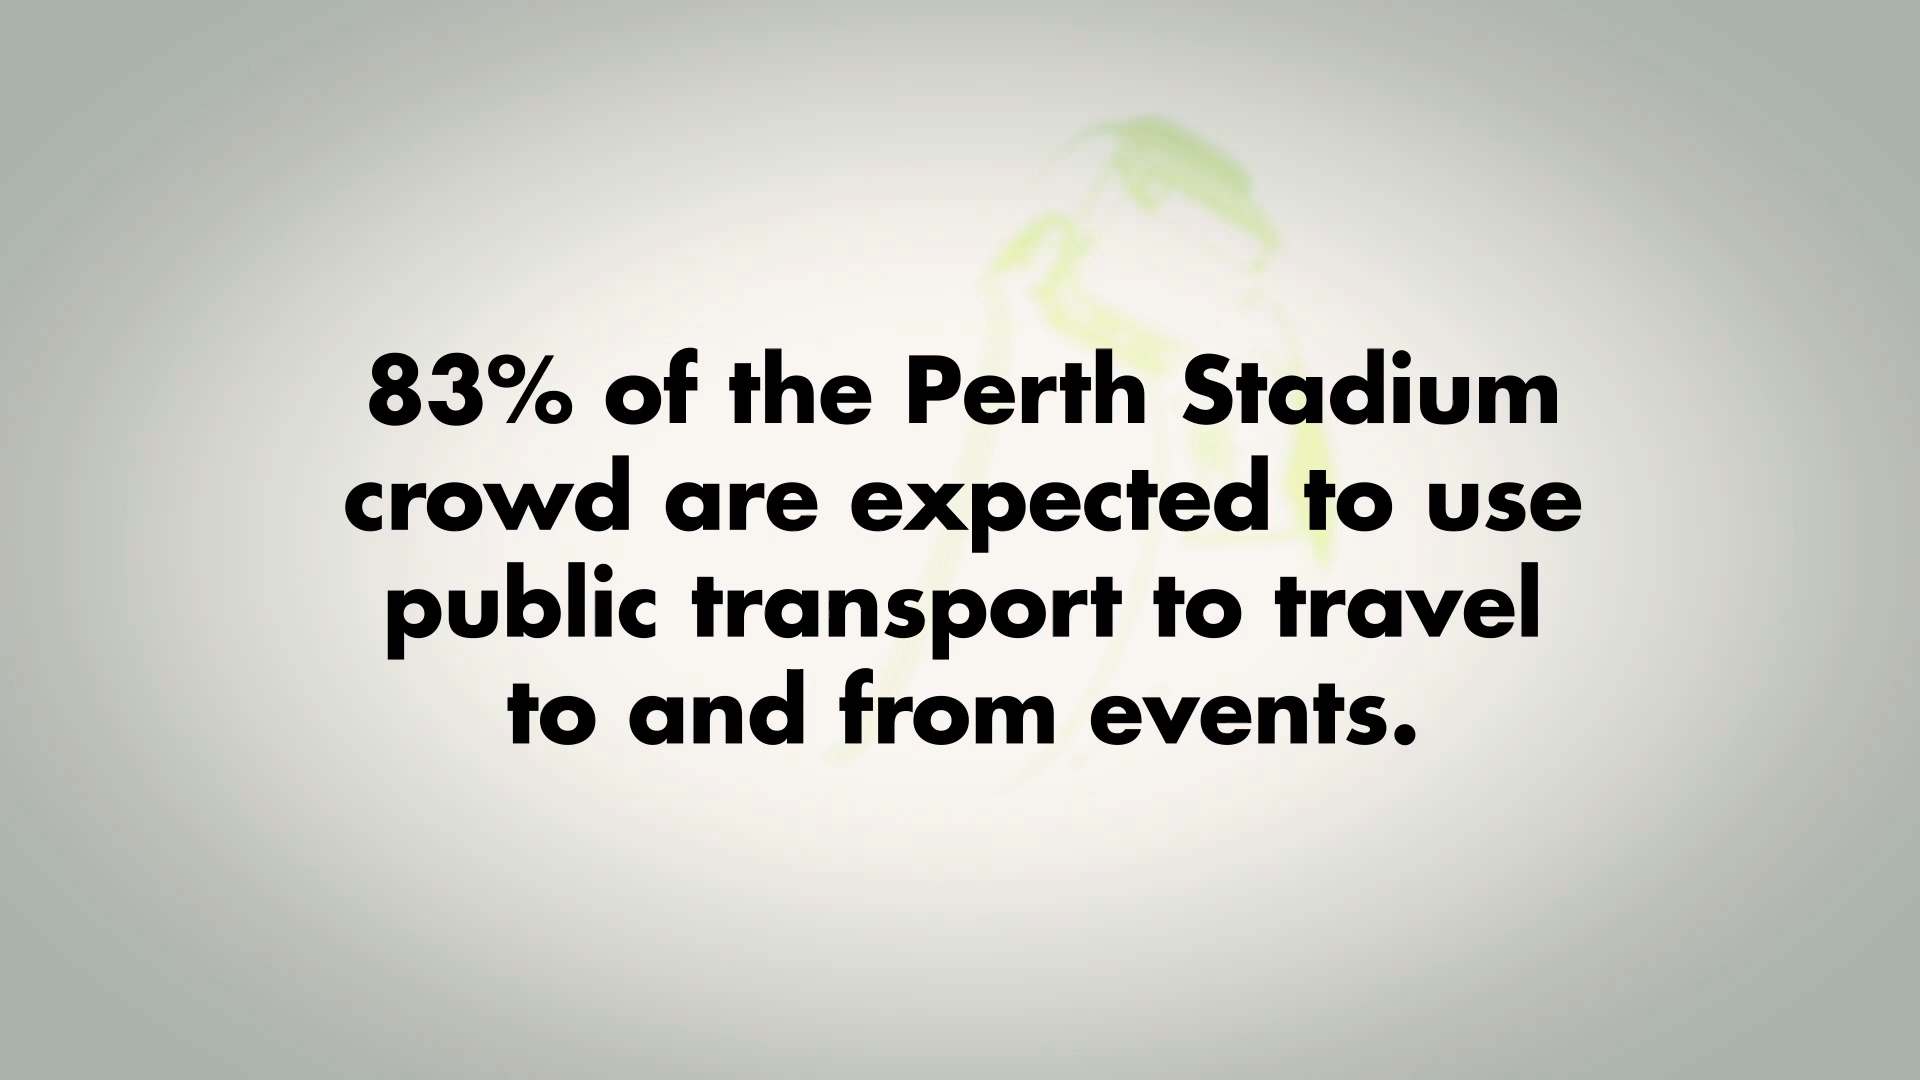 83% of the Perth Stadium
crowd are expected to use
public transport to travel
to and from events.